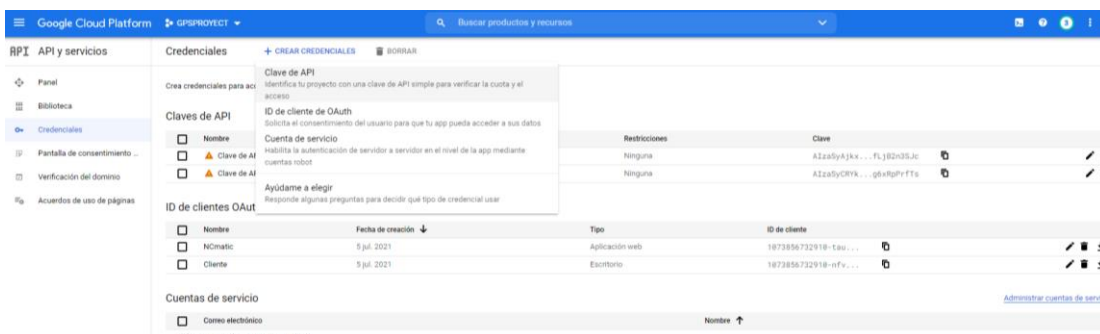 Google Cloud Platform GPSPROYECT Buscar productos y recursos
API API y servicios
Credenciales + CREAR CREDENCIALES BORRAR
Panel
Biblioteca
Credenciales
Pantalla de consentimiento ...
Verificación del dominio
Acuerdos de uso de páginas
Crea credenciales para acc
Clave de API
Identifica tu proyecto con una clave de API simple para verificar la cuota y el
acceso
ID de cliente de OAuth
Solicita el consentimiento del usuario para que tu app pueda acceder a sus datos
Cuenta de servicio
Habilita la autenticación de servidor a servidor en el nivel de la app mediante
cuentas robot
Ayúdame a elegir
Responde algunas preguntas para decidir qué tipo de credencial usar
Claves de API
Nombre Restricciones Clave
Clave de AP Ninguna
Clave de AP Ninguna
ID de clientes OAut
Nombre Fecha de creación Tipo ID de cliente
NCmatic 5 jul. 2021 Aplicación web 1073856732910-tau...
Cliente 5 jul. 2021 Escritorio 1073856732910-nfv...
Cuentas de servicio Administrar cuentas de serv
Correo electrónico Nombre